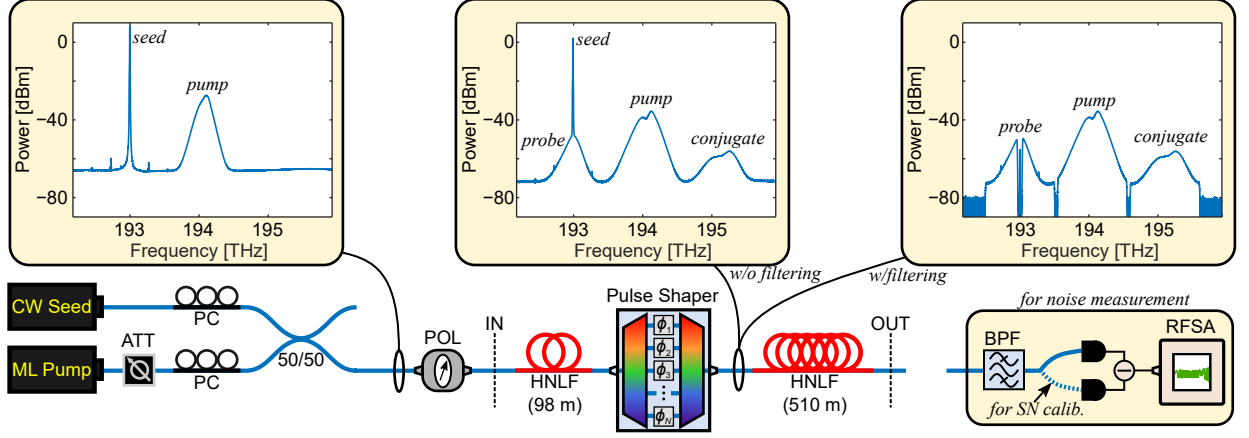 0
−40
−80
Power [dBm]
seed
pump
193
194
195
Frequency [THz]
0
−40
−80
Power [dBm]
seed
probe
pump
conjugate
193
194
195
Frequency [THz]
0
−40
−80
Power [dBm]
probe
pump
conjugate
193
194
195
Frequency [THz]
w/o filtering
w/filtering
CW Seed
PC
ML Pump
ATT
PC
50/50
POL
IN
HNLF
(98 m)
Pulse Shaper
ϕ1
ϕ2
ϕ3
ϕN
HNLF
(510 m)
OUT
for noise measurement
BPF
RFSA
for SN calib.